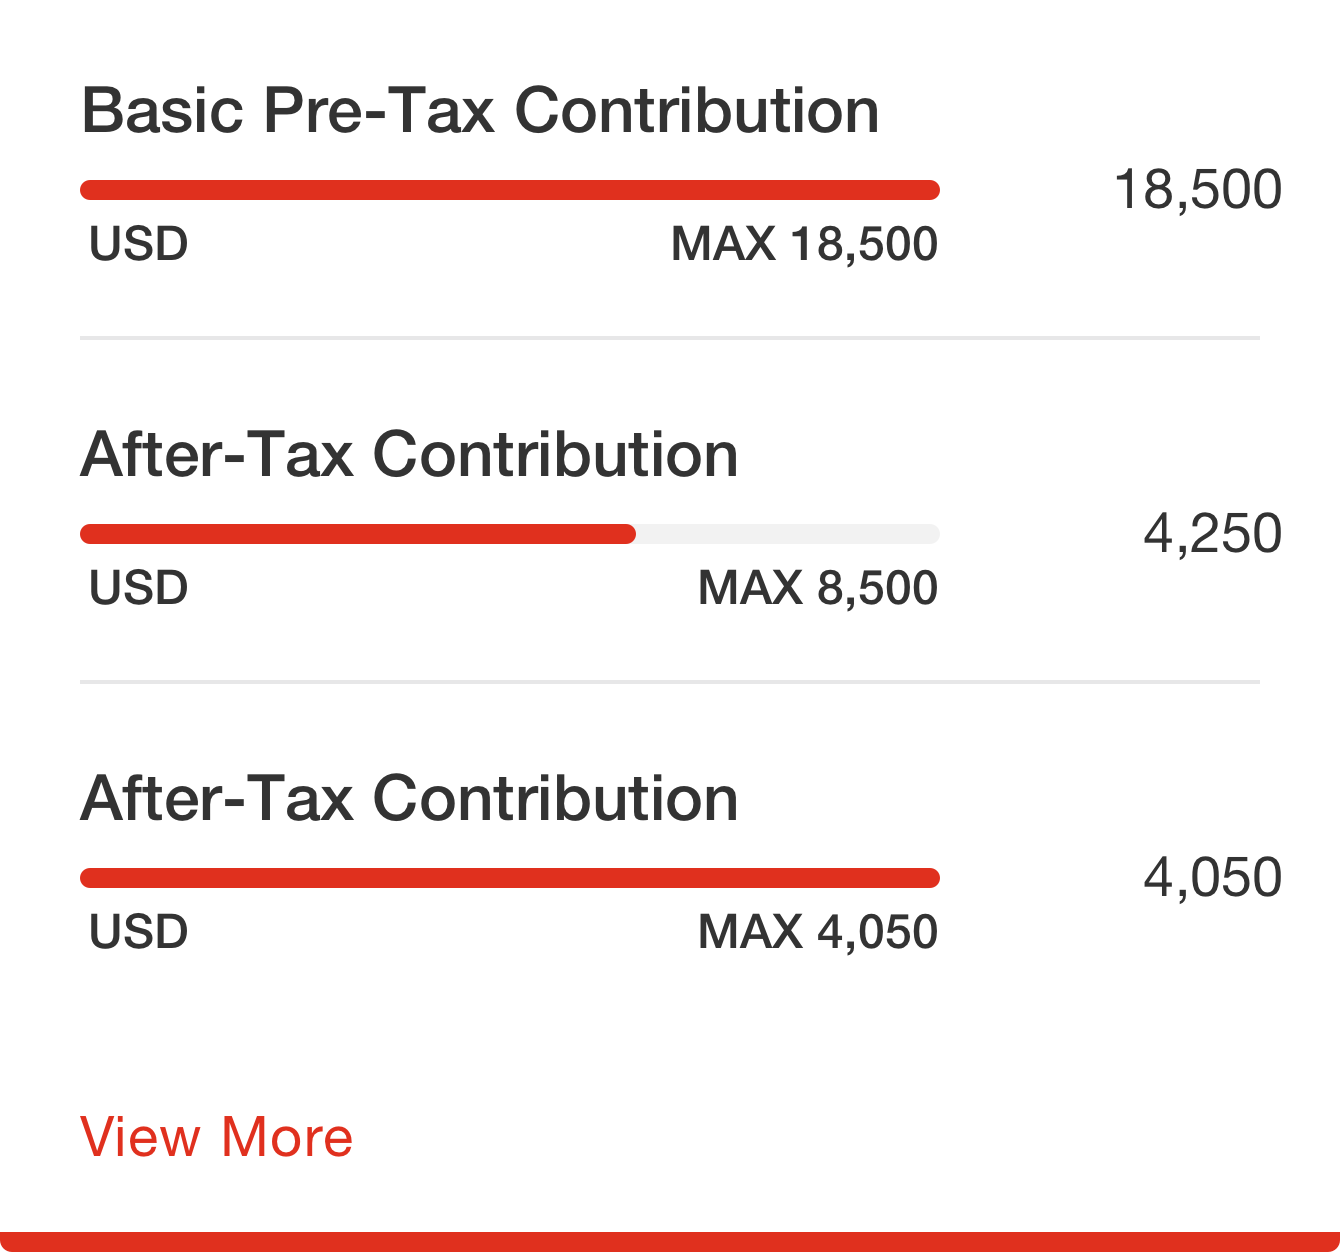 Basic Pre-Tax Contribution
18,500
USD MAX 18,500
After-Tax Contribution
4,250
USD MAX 8,500
After-Tax Contribution
4,050
USD MAX 4,050
View More